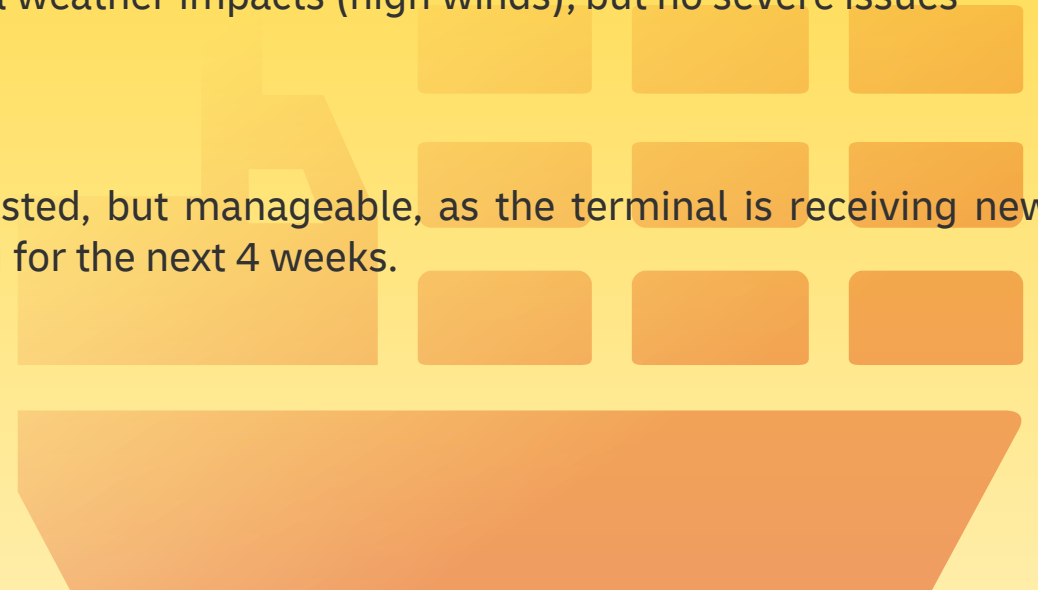 weather impacts (high winds), but no severe issues
sted, but manageable, as the terminal is receiving new
for the next 4 weeks.